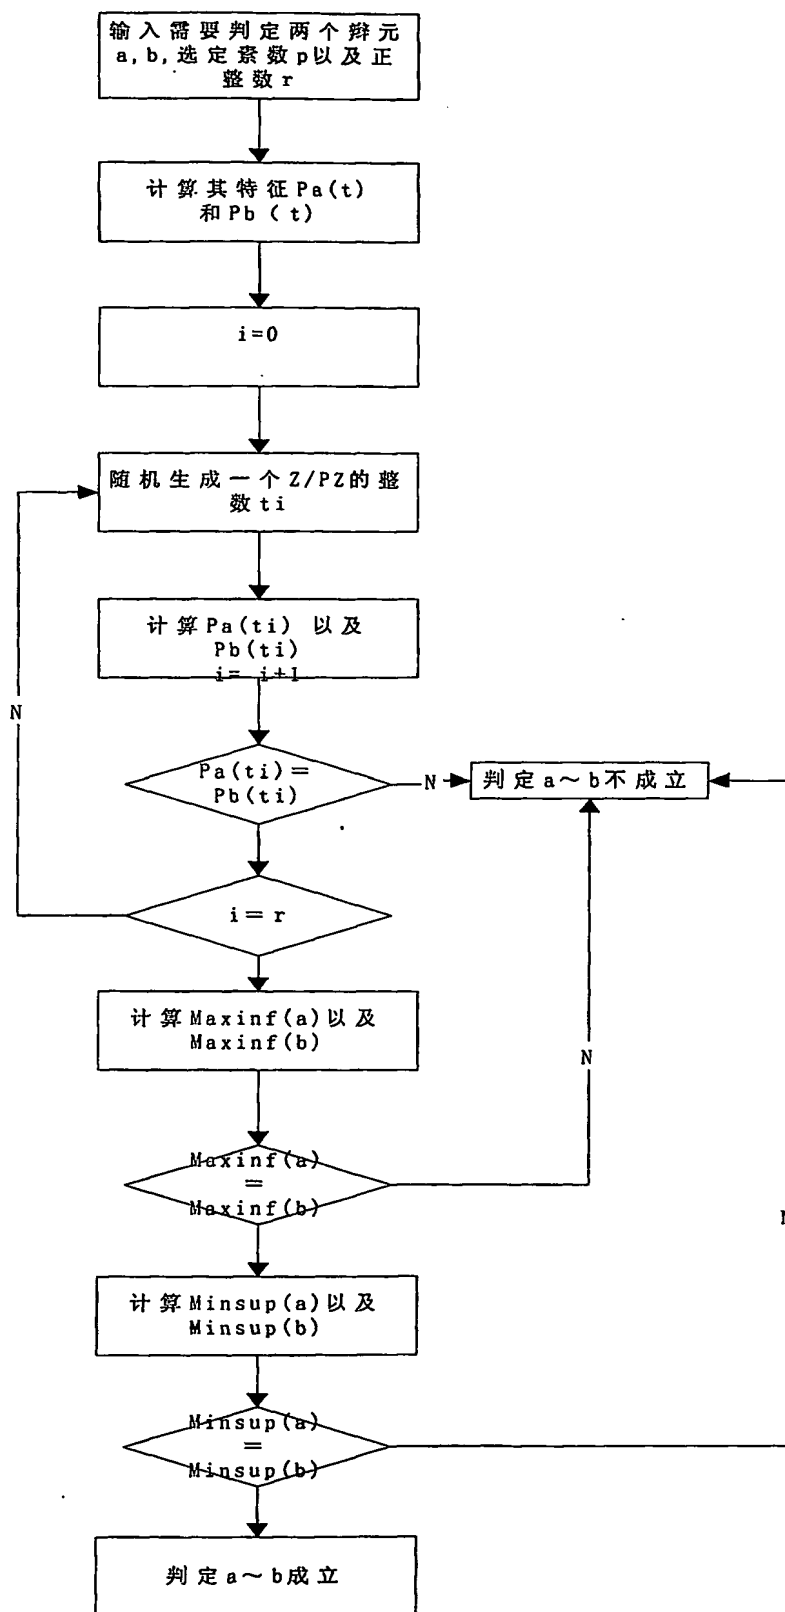 输入需要判定两个辫元
a,b,选定素数p以及正
整数r
计算其特征Pa(t)
和Pb(t)
i=0
随机生成一个Z/PZ的整
数ti
计算Pa(ti) 以及
Pb(ti)
i= i+1
N
Pa(ti)=
Pb(ti)
N
判定a~b不成立
i=r
计算Maxinf(a)以及
Maxinf(b)
N
Maxinf(a)
=
Maxinf(b)
N
计算Minsup(a)以及
Minsup(b)
Minsup(a)
=
Minsup(b)
判定a~b成立